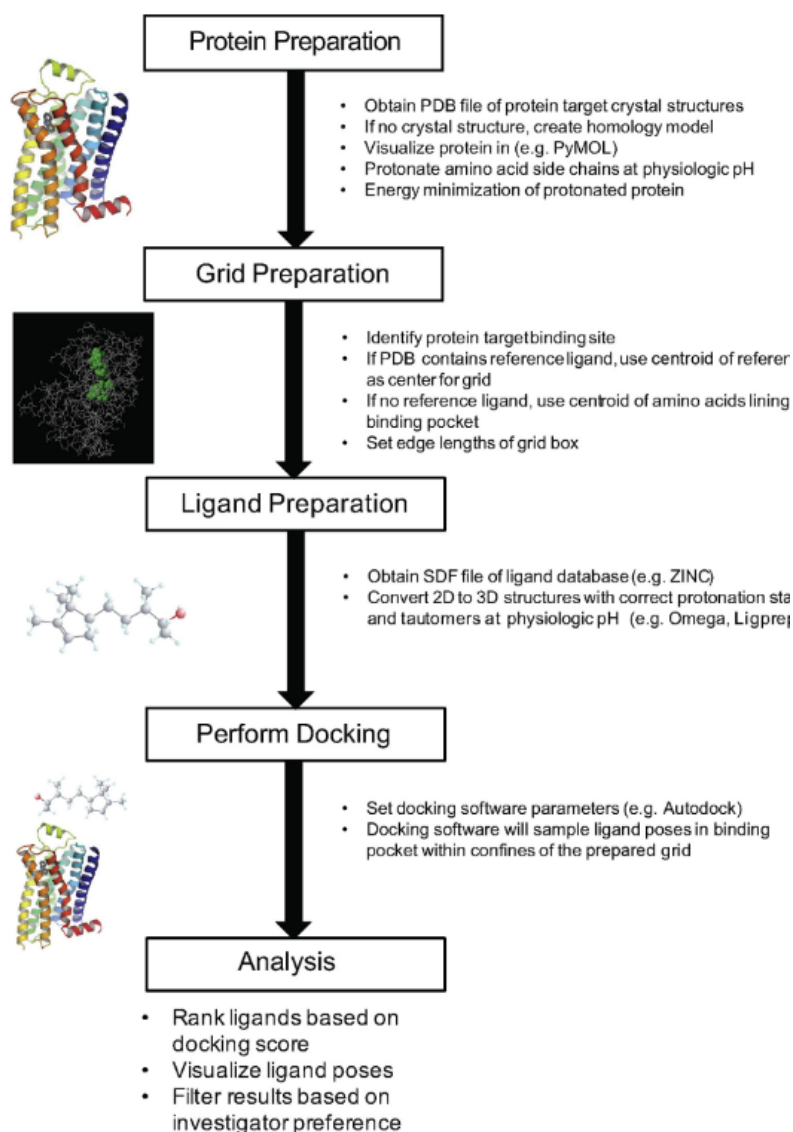 Protein Preparation
• Obtain PDB file of protein target crystal structures
• If no crystal structure, create homology model
• Visualize protein in (e.g. PyMOL)
• Protonate amino acid side chains at physiologic pH
• Energy minimization of protonated protein
Grid Preparation
• Identify protein target binding site
• If PDB contains reference ligand, use centroid of
as center for grid
• If no reference ligand, use centroid of amino acids lining
binding pocket
• Set edge lengths of grid box
Ligand Preparation
• Obtain SDF file of ligand database (e.g. ZINC)
• Convert 2D to 3D structures with correct protonation
and tautomers at physiologic pH (e.g. Omega, Ligprep
Perform Docking
• Set docking software parameters (e.g. Autodock)
• Docking software will sample ligand poses in binding
pocket within confines of the prepared grid
Analysis
• Rank ligands based on
docking score
• Visualize ligand poses
• Filter results based on
investigator preference